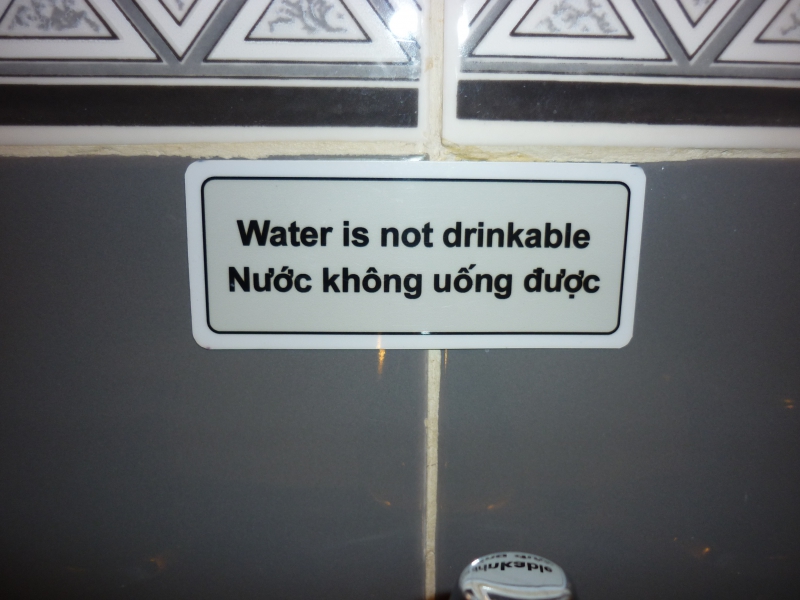 Water is not drinkable
Nước không uống được